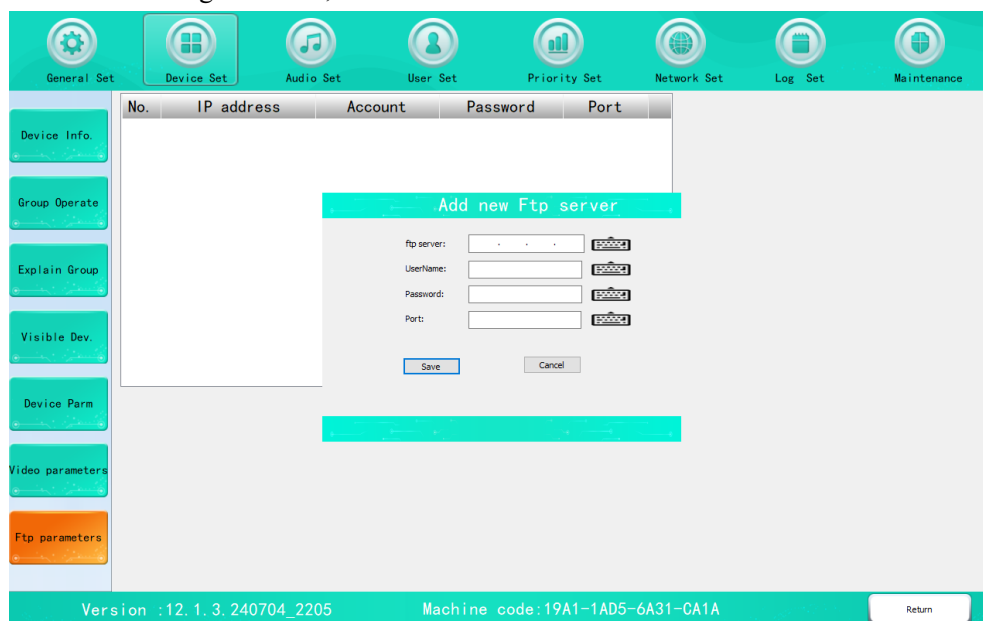 General Set Device Set Audio Set User Set Priority Set Network Set Log Set Maintenance
No. IP address Account Password Port
Device Info.
Group Operate
Explain Group
Visible Dev.
Device Parm
Video parameters
Ftp parameters
Add new Ftp server
ftp server: . . .
UserName:
Password:
Port:
Save Cancel
Version :12.1.3.240704_2205 Machine code:19A1-1AD5-6A31-CA1A Return